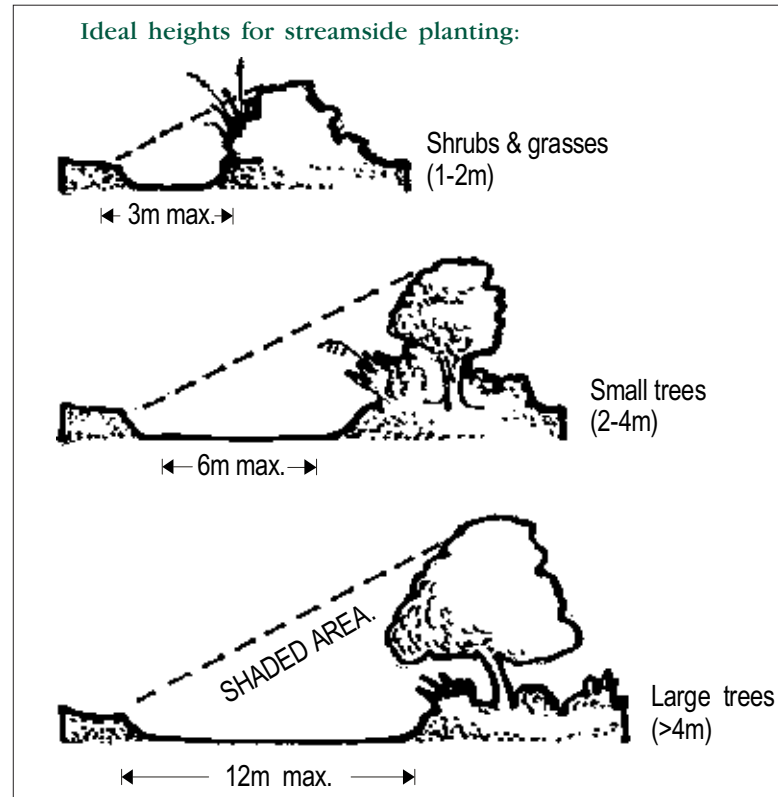 Ideal heights for streamside planting:
Shrubs & grasses
(1-2m)
3m max.
Small trees
(2-4m)
6m max.
SHADED AREA.
Large trees
(>4m)
12m max.